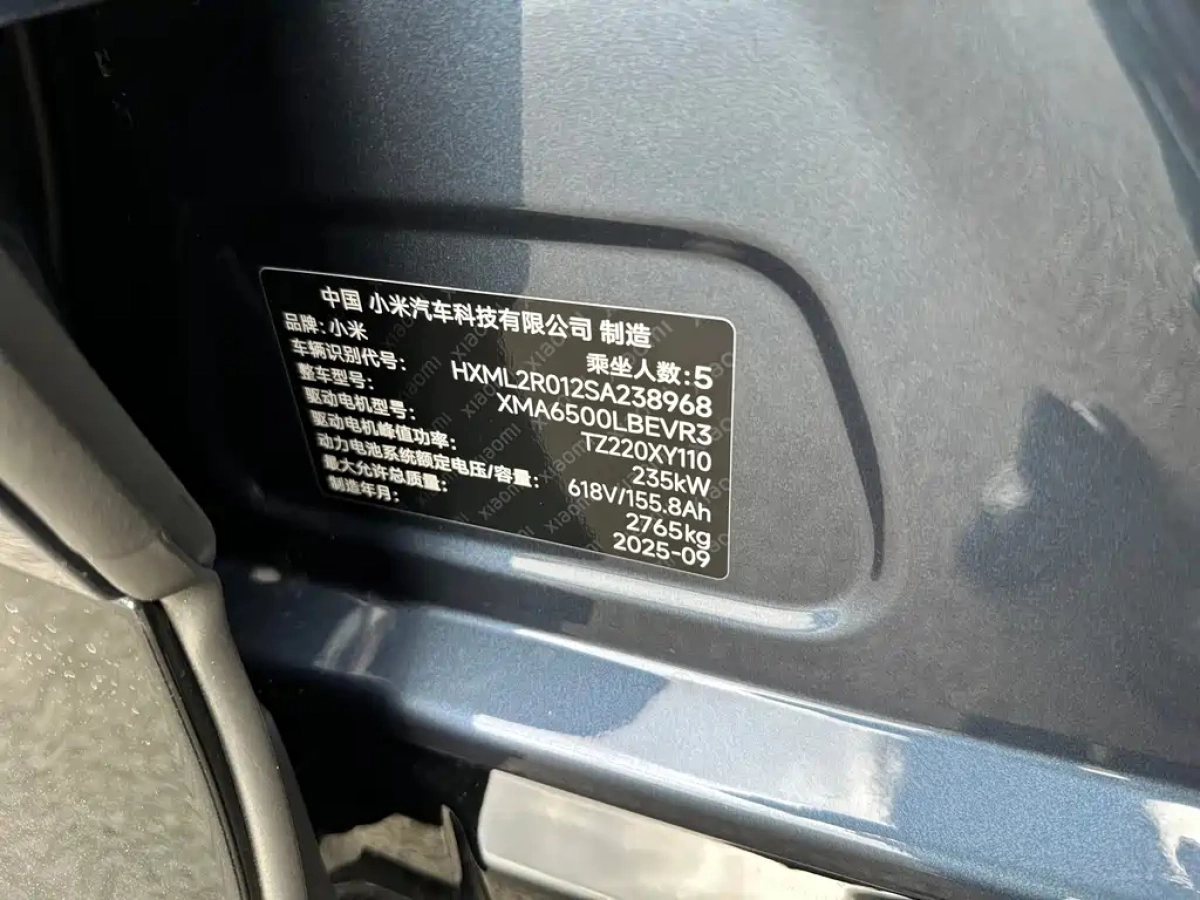 中国 小米汽车科技有限公司 制造
品牌: 小米 乘坐人数: 5
车辆识别代号: HXML2R012SA238968
整车型号: XMA6500LBEVR3
驱动电机型号: TZ220XY110
驱动电机峰值功率: 235kW
动力电池系统额定电压/容量: 618V/155.8Ah
最大允许总质量: 2765kg
制造年月: 2025-09